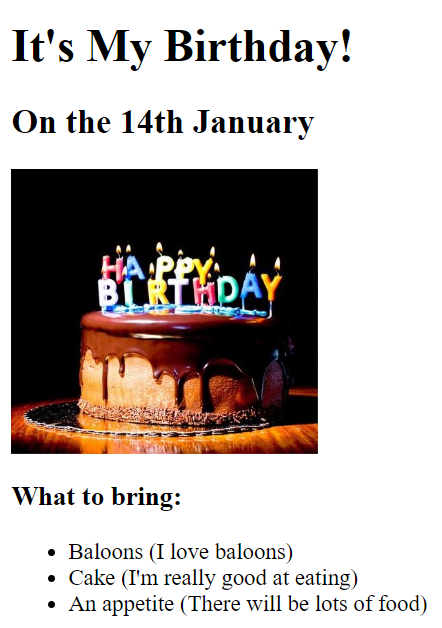 It's My Birthday!
On the 14th January
HAPPY
BIRTHDAY
What to bring:
Baloons (I love baloons)
Cake (I'm really good at eating)
An appetite (There will be lots of food)